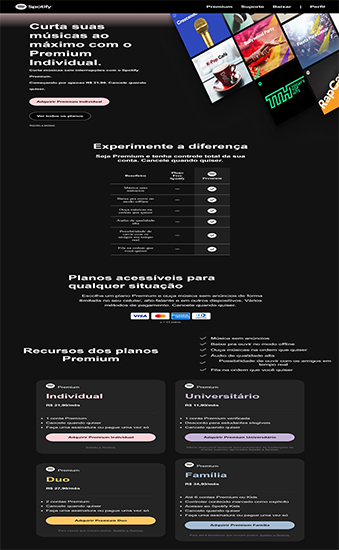 Spotify
Premium Suporte Baixar | Perfil
Curta suas
músicas ao
máximo com o
Premium
Individual.
Curta músicas sem interrupções com o Spotify
Premium.
Começando por apenas R$ 21,90. Cancele quando
quiser.
Adquirir Premium Individual
Ver todos os planos
K-Pop Café
Party
RapCa
Experimente a diferença
Seja Premium e tenha controle total da sua
conta. Cancele quando quiser.
Benefício
Plano
Free
Spotify
Premium
Música sem
anúncios
Baixe pra ouvir no
modo offline
Ouça músicas na
ordem que quiser
Áudio de qualidade
alta
Possibilidade de
ouvir com os
amigos em tempo
real
Fila na ordem que
você quiser
Planos acessíveis para
qualquer situação
Escolha um plano Premium e ouça música sem anúncios de forma
ilimitada no seu celular, alto-falante e em outros dispositivos. Vários
métodos de pagamento. Cancele quando quiser.
VISA
Recursos dos planos
Premium
Música sem anúncios
Baixe pra ouvir no modo offline
Ouça músicas na ordem que quiser
Áudio de qualidade alta
Possibilidade de ouvir com os amigos em
tempo real
Fila na ordem que você quiser
Premium
Individual
R$ 21,90/mês
1 conta Premium
Cancele quando quiser
Faça uma assinatura ou pague uma vez só
Adquirir Premium Individual
Premium
Universitário
R$ 11,90/mês
1 conta Premium verificada
Desconto para estudantes elegíveis
Cancele quando quiser
Faça uma assinatura ou pague uma vez só
Adquirir Premium Universitário
Premium
Duo
R$ 27,90/mês
2 contas Premium
Cancele quando quiser
Faça uma assinatura ou pague uma vez só
Adquirir Premium Duo
Premium
Família
R$ 34,90/mês
Até 6 contas Premium ou Kids
Controlar conteúdo marcado como explícito
Acesso ao Spotify Kids
Cancele quando quiser
Faça uma assinatura ou pague uma vez só
Adquirir Premium Família